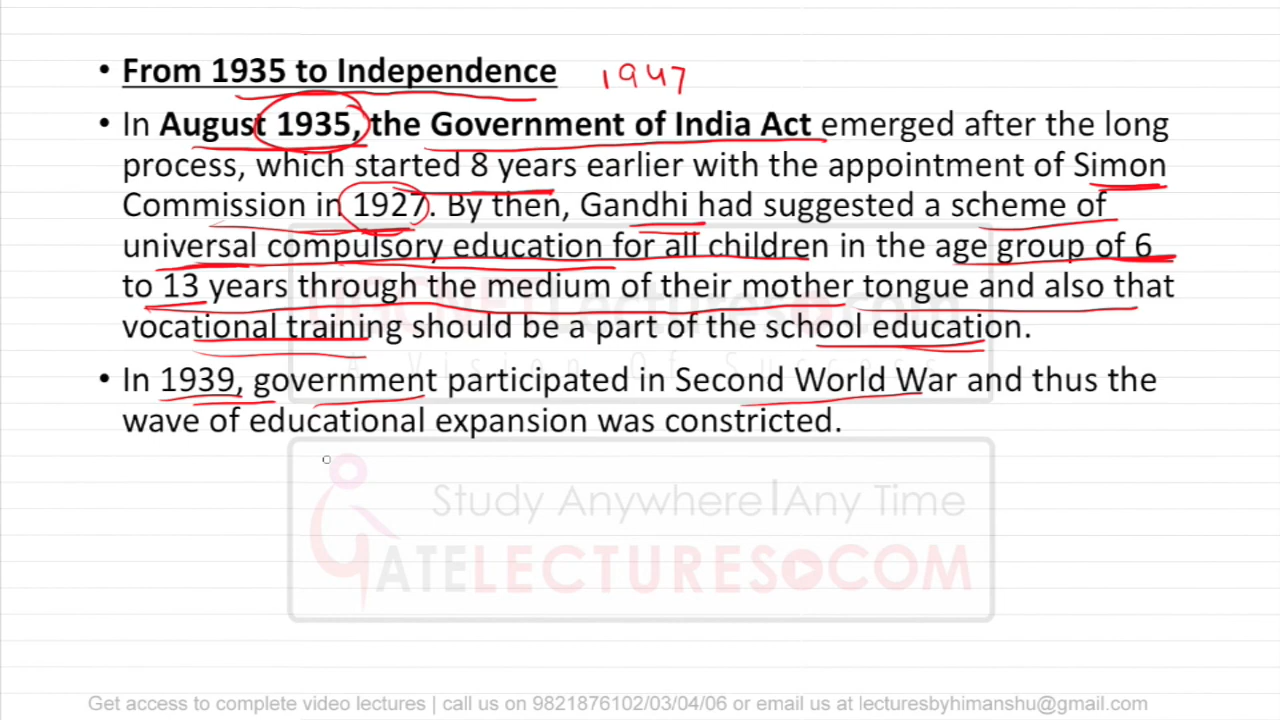 • From 1935 to Independence 1947
• In August 1935, the Government of India Act emerged after the long
process, which started 8 years earlier with the appointment of Simon
Commission in 1927. By then, Gandhi had suggested a scheme of
universal compulsory education for all children in the age group of 6
to 13 years through the medium of their mother tongue and also that
vocational training should be a part of the school education.
• In 1939, government participated in Second World War and thus the
wave of educational expansion was constricted.
A Vision Of Success
Study Anywhere|Any Time
GATELECTURES.COM
Get access to complete video lectures | call us on 9821876102/03/04/06 or email us at lecturesbyhimanshu@gmail.com